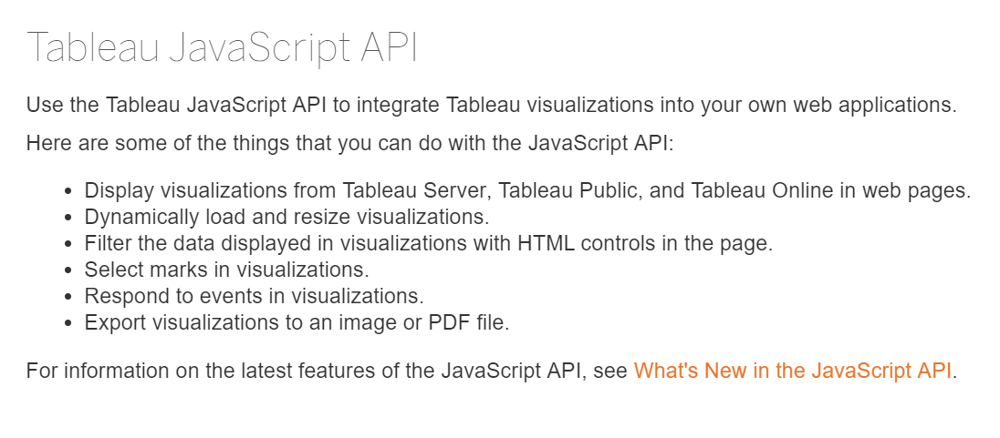 Tableau JavaScript API
Use the Tableau JavaScript API to integrate Tableau visualizations into your own web applications.
Here are some of the things that you can do with the JavaScript API:
• Display visualizations from Tableau Server, Tableau Public, and Tableau Online in web pages.
• Dynamically load and resize visualizations.
• Filter the data displayed in visualizations with HTML controls in the page.
• Select marks in visualizations.
• Respond to events in visualizations.
• Export visualizations to an image or PDF file.
For information on the latest features of the JavaScript API, see What's New in the JavaScript API.